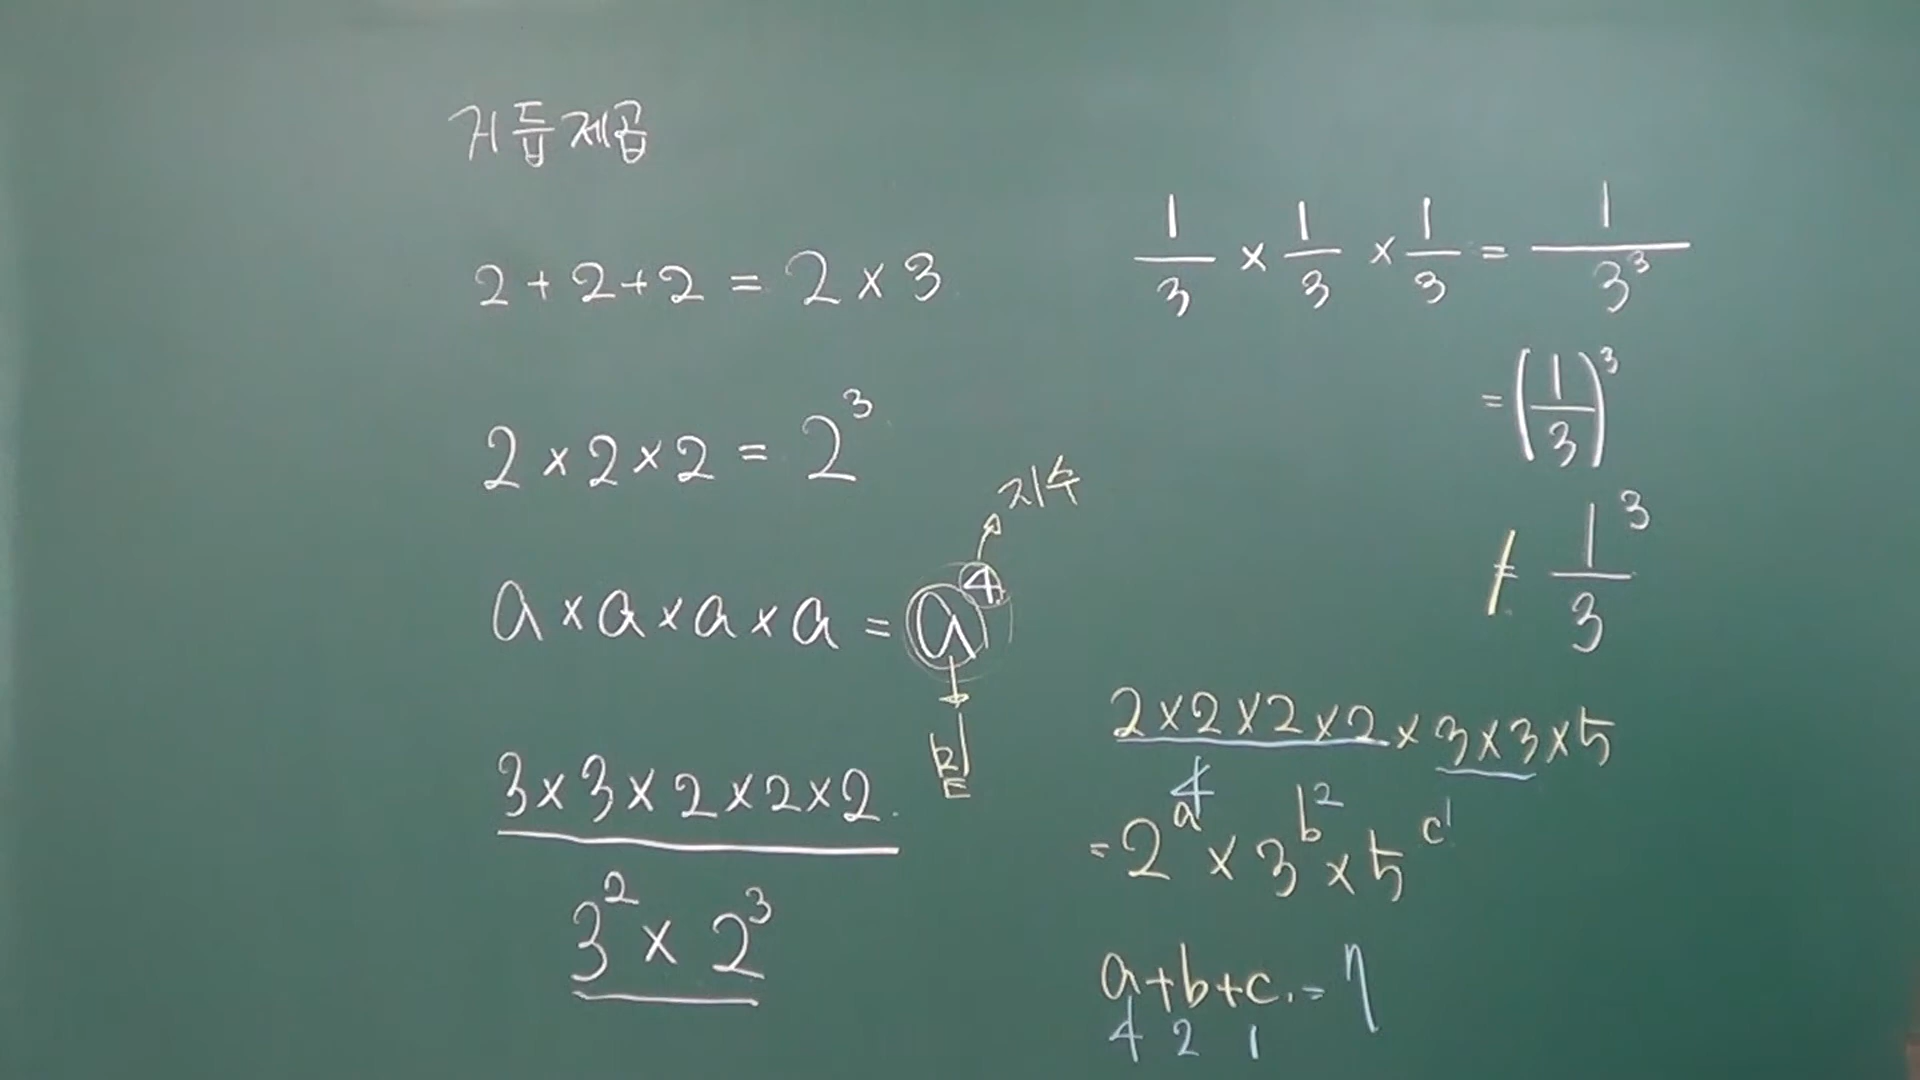 거듭제곱
2 + 2 + 2 = 2 × 3
2 × 2 × 2 = 2³
지수
a × a × a × a = a⁴
밑
3 × 3 × 2 × 2 × 2
3² × 2³
1/3 × 1/3 × 1/3 = 1/3³
= (1/3)³
≠ 1³/3
2 × 2 × 2 × 2 × 3 × 3 × 5
4 2 1
= 2ᵃ × 3ᵇ × 5ᶜ
a + b + c = 7
4 2 1